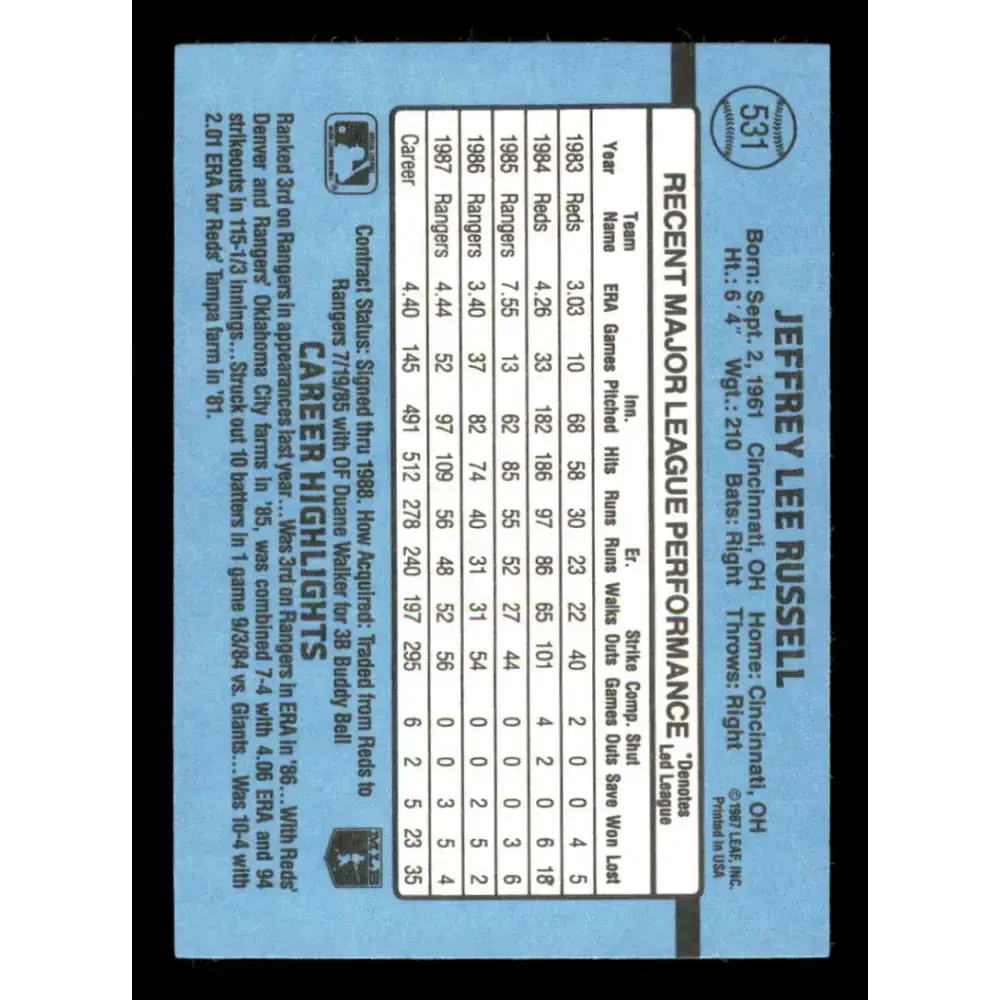 531
JEFFREY LEE RUSSELL
Born: Sept. 2, 1961 Cincinnati, OH Home: Cincinnati, OH
Ht.: 6'4" Wgt.: 210 Bats: Right Throws: Right
©1987 LEAF, INC.
Printed in USA
RECENT MAJOR LEAGUE PERFORMANCE *Denotes Led League
Year Team Name ERA Games Inn. Pitched Hits Runs Er. Runs Walks Strike Outs Comp. Games Shut Outs Save Won Lost
1983 Reds 3.03 10 68 58 30 23 22 40 2 0 0 4 5
1984 Reds 4.26 33 182 186 97 86 65 101 4 2 0 6 18*
1985 Rangers 7.55 13 62 85 55 52 27 44 0 0 0 3 6
1986 Rangers 3.40 37 82 74 40 31 31 54 0 0 2 5 2
1987 Rangers 4.44 52 97 109 56 48 52 56 0 0 3 5 4
Career 4.40 145 491 512 278 240 197 295 6 2 5 23 35
Contract Status: Signed thru 1988. How Acquired: Traded from Reds to
Rangers 7/19/85 with OF Duane Walker for 3B Buddy Bell
MLB
CAREER HIGHLIGHTS
Ranked 3rd on Rangers in appearances last year...Was 3rd on Rangers in ERA in '86...With Reds'
Denver and Rangers' Oklahoma City farms in '85, was combined 7-4 with 4.06 ERA and 94
strikeouts in 115-1/3 innings...Struck out 10 batters in 1 game 9/3/84 vs. Giants...Was 10-4 with
2.01 ERA for Reds' Tampa farm in '81.